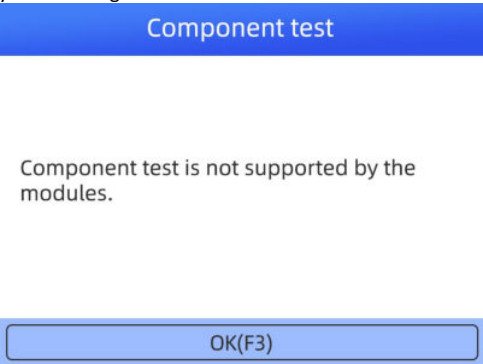 Component test
Component test is not supported by the
modules.
OK(F3)